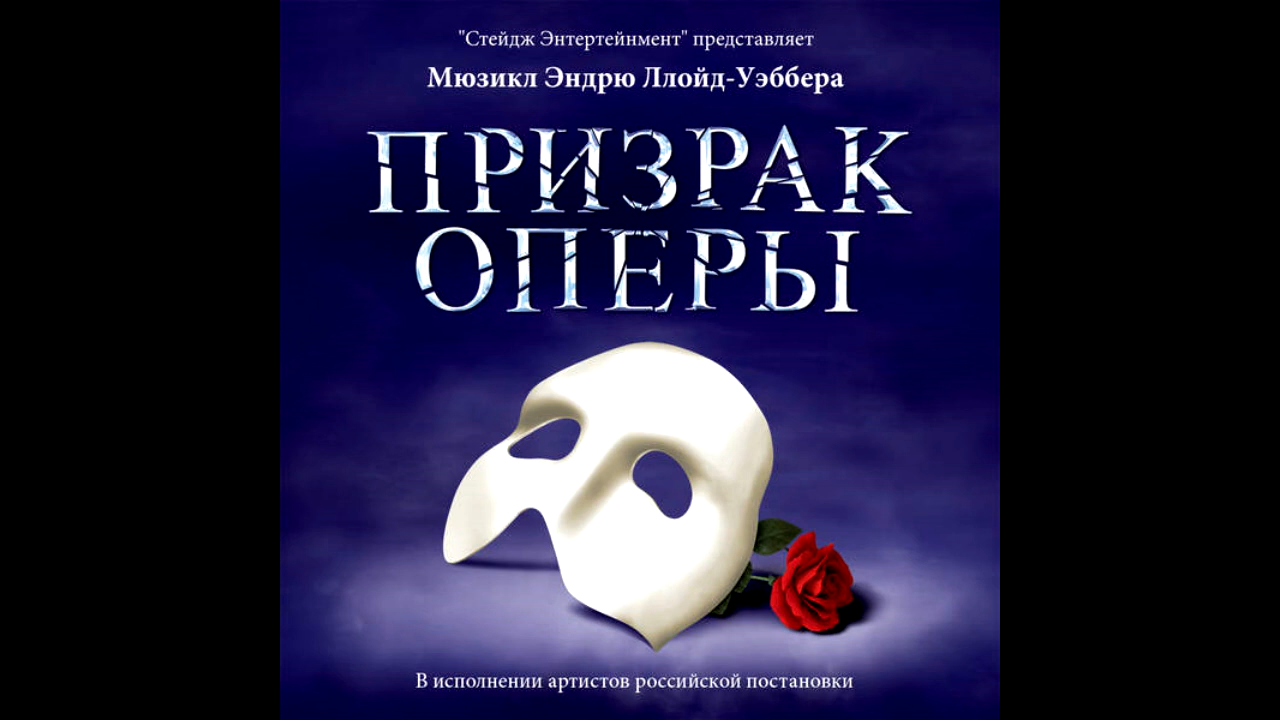 "Стейдж Энтертейнмент" представляет
Мюзикл Эндрю Ллойд-Уэббера
ПРИЗРАК
ОПЕРЫ
В исполнении артистов российской постановки